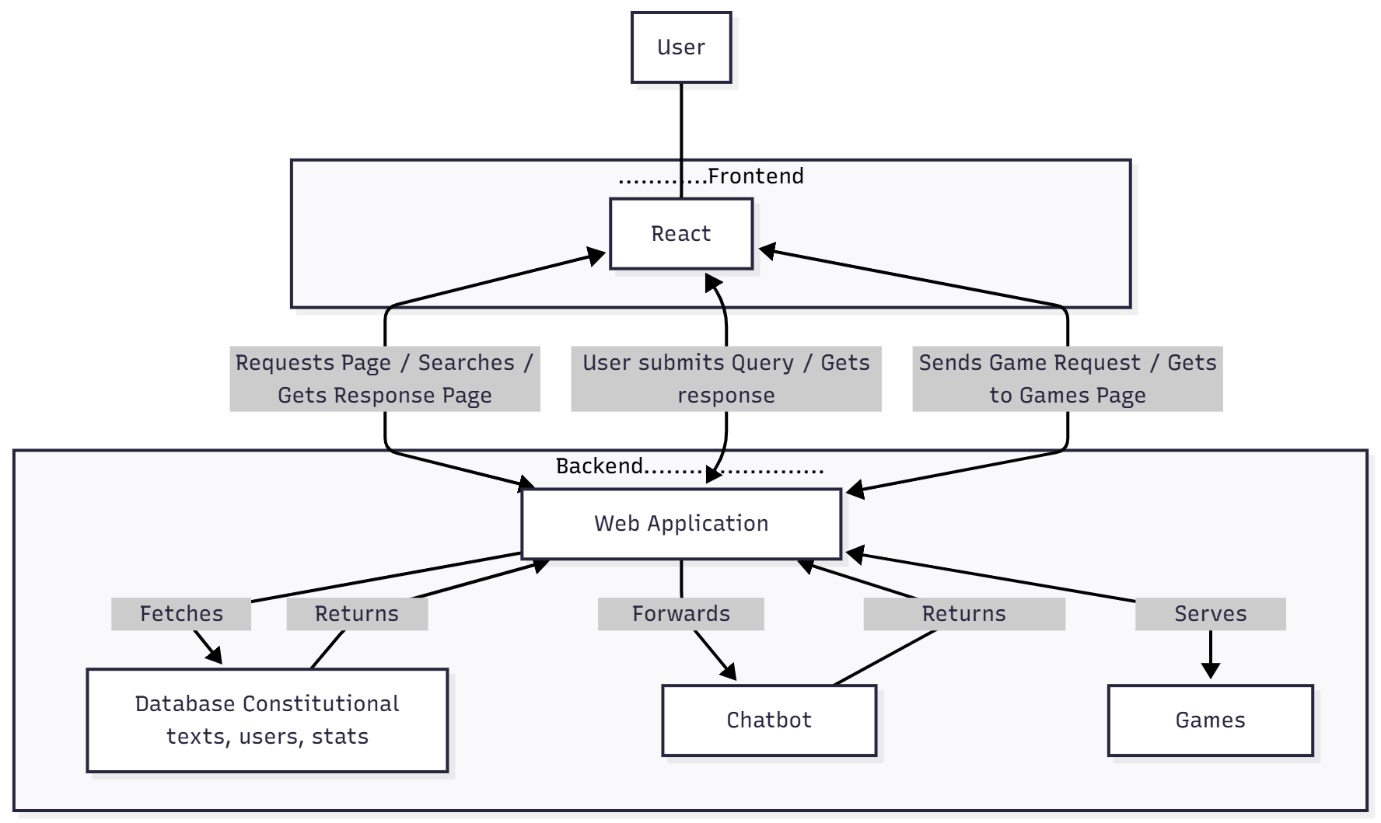 User
............Frontend
React
Requests Page / Searches /
Gets Response Page
User submits Query / Gets
response
Sends Game Request / Gets
to Games Page
Backend........................
Web Application
Fetches
Returns
Forwards
Returns
Serves
Database Constitutional
texts, users, stats
Chatbot
Games